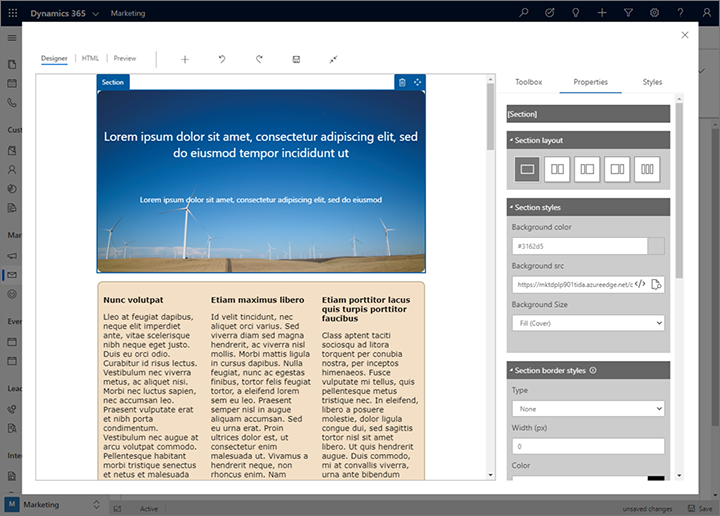 Dynamics 365 Marketing
Designer HTML Preview
Section
Lorem ipsum dolor sit amet, consectetur adipiscing elit, sed
do eiusmod tempor incididunt ut
Lorem ipsum dolor sit amet, consectetur adipiscing elit, sed do eiusmod
Nunc volutpat
Leo at feugiat dapibus,
neque elit imperdiet
ante, vitae scelerisque
nibh neque eget justo.
Duis eu orci odio.
Curabitur id risus lectus.
Vestibulum nec viverra
metus, ac aliquet nisi.
Morbi nec luctus sapien,
nec accumsan leo.
Praesent vulputate erat
et nibh porta
condimentum.
Vestibulum nec augue at
arcu volutpat commodo.
Pellentesque habitant
morbi tristique senectus
et netus et malesuada
Etiam maximus libero
Id velit tincidunt, nec
aliquet orci varius. Sed
viverra diam sed magna
hendrerit, ac viverra nisl
mollis. Morbi mattis ligula
in cursus dapibus. Nulla
feugiat, nunc ac egestas
finibus, tortor felis feugiat
tortor, a eleifend lorem
sem eu leo. Praesent
semper nisl in augue
aliquam accumsan. Sed
eu urna erat. Proin
ultrices dolor est, ut
consectetur enim
malesuada ut. Vivamus a
hendrerit neque, non
rhoncus enim. Nam
Etiam porttitor lacus
quis turpis porttitor
faucibus
Class aptent taciti
sociosqu ad litora
torquent per conubia
nostra, per inceptos
himenaeos. Fusce
vulputate mi tellus, quis
pellentesque metus
tristique nec. In eleifend,
libero a posuere
molestie, dolor ligula
congue dui, sed sagittis
tortor nisl sit amet
libero. Ut quis hendrerit
augue. Duis commodo,
mi at convallis viverra,
urna ante bibendum
Toolbox Properties Styles
[Section]
Section layout
Section styles
Background color
#3162d5
Background src
https://mktdplp901tida.azureedge.net/c
Background Size
Fill (Cover)
Section border styles
Type
None
Width (px)
0
Color
Cust
Mar
Even
Lead
Inter
M Marketing
Active
unsaved changes
Save